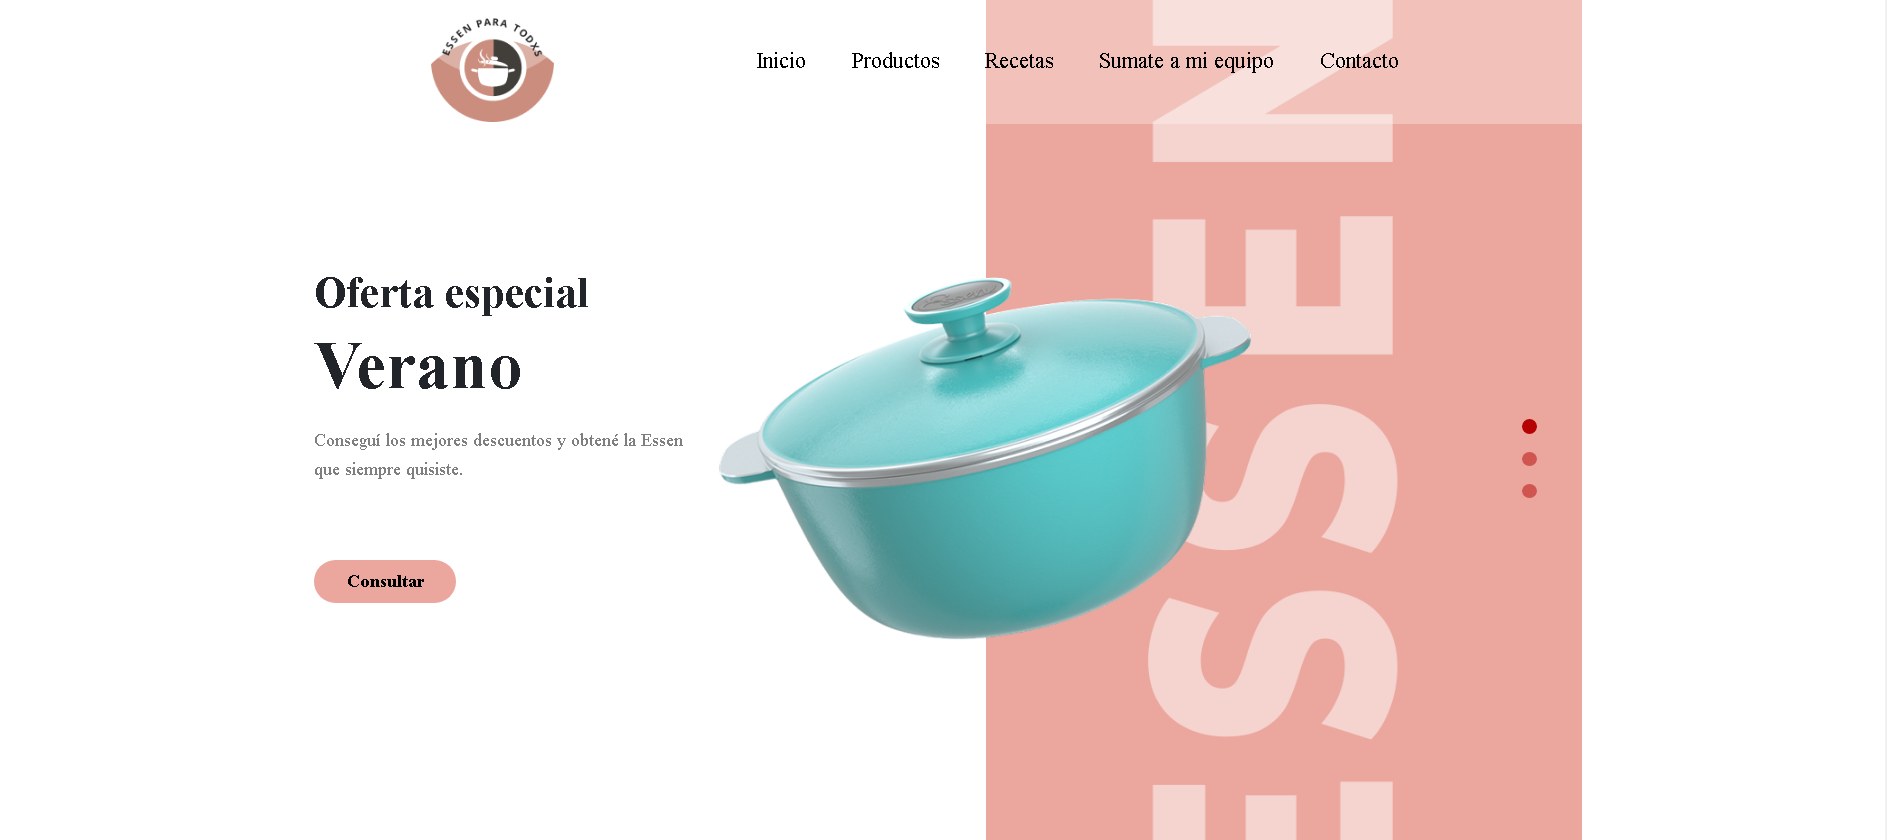 ESSEN PARA TODXS
Inicio
Productos
Recetas
Sumate a mi equipo
Contacto
Oferta especial
Verano
Conseguí los mejores descuentos y obtené la Essen
que siempre quisiste.
Consultar
Essen
ESSEN